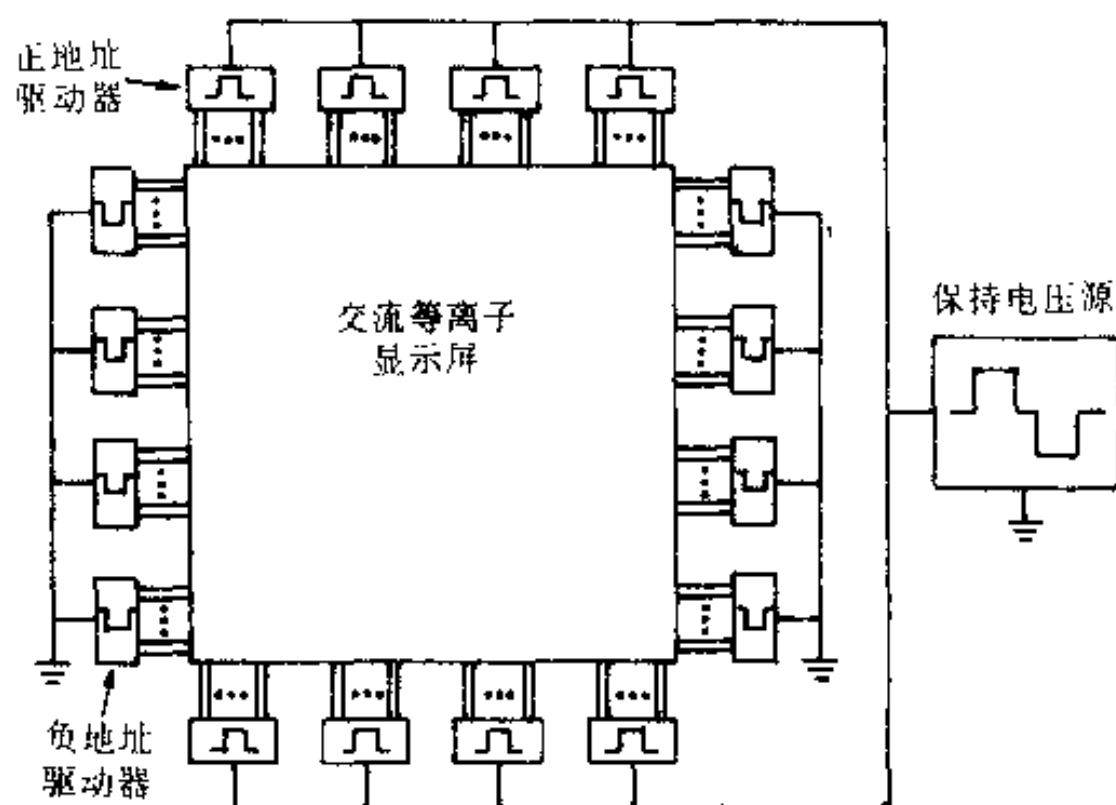 正地址
驱动器
交流等离子
显示屏
保持电压源
负地址
驱动器